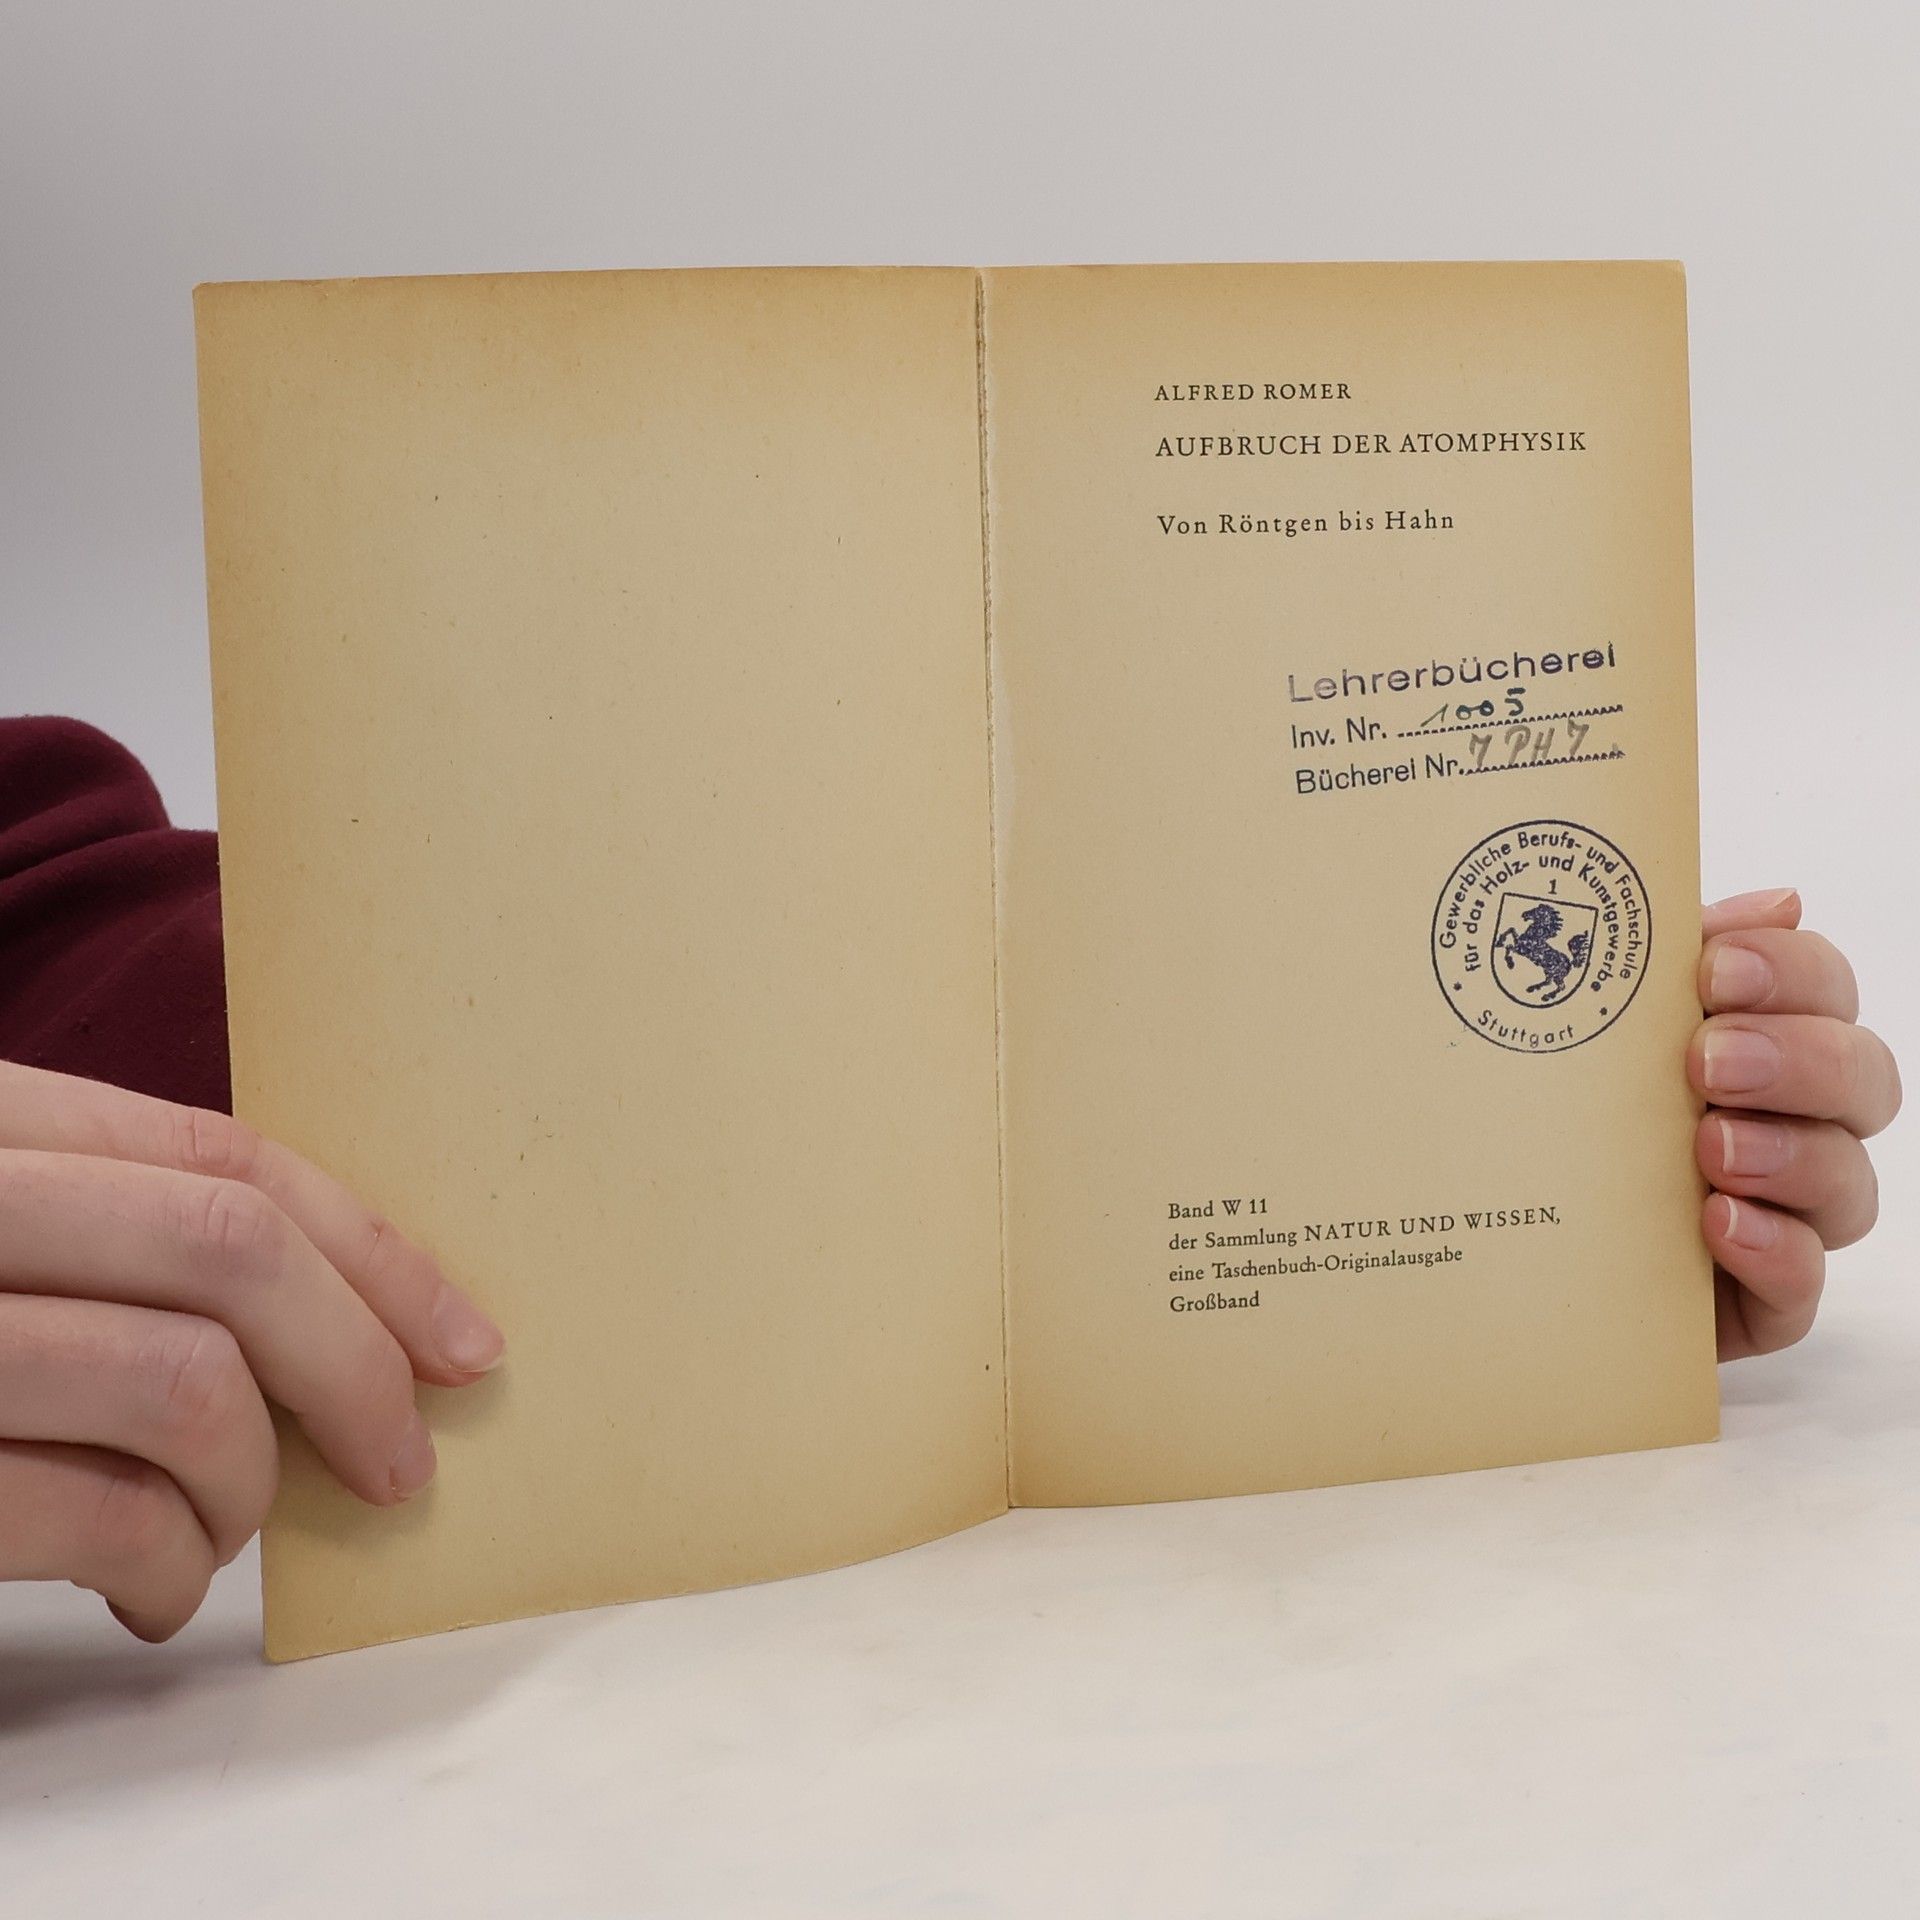 ALFRED ROMER
AUFBRUCH DER ATOMPHYSIK
Von Röntgen bis Hahn
Lehrerbücherei
Inv. Nr. 1005
Bücherei Nr. 7 PH 7
Gewerbliche Berufs- und Fachschule
für das Holz- und Kunstgewerbe
1
* Stuttgart *
Band W 11
der Sammlung NATUR UND WISSEN,
eine Taschenbuch-Originalausgabe
Großband